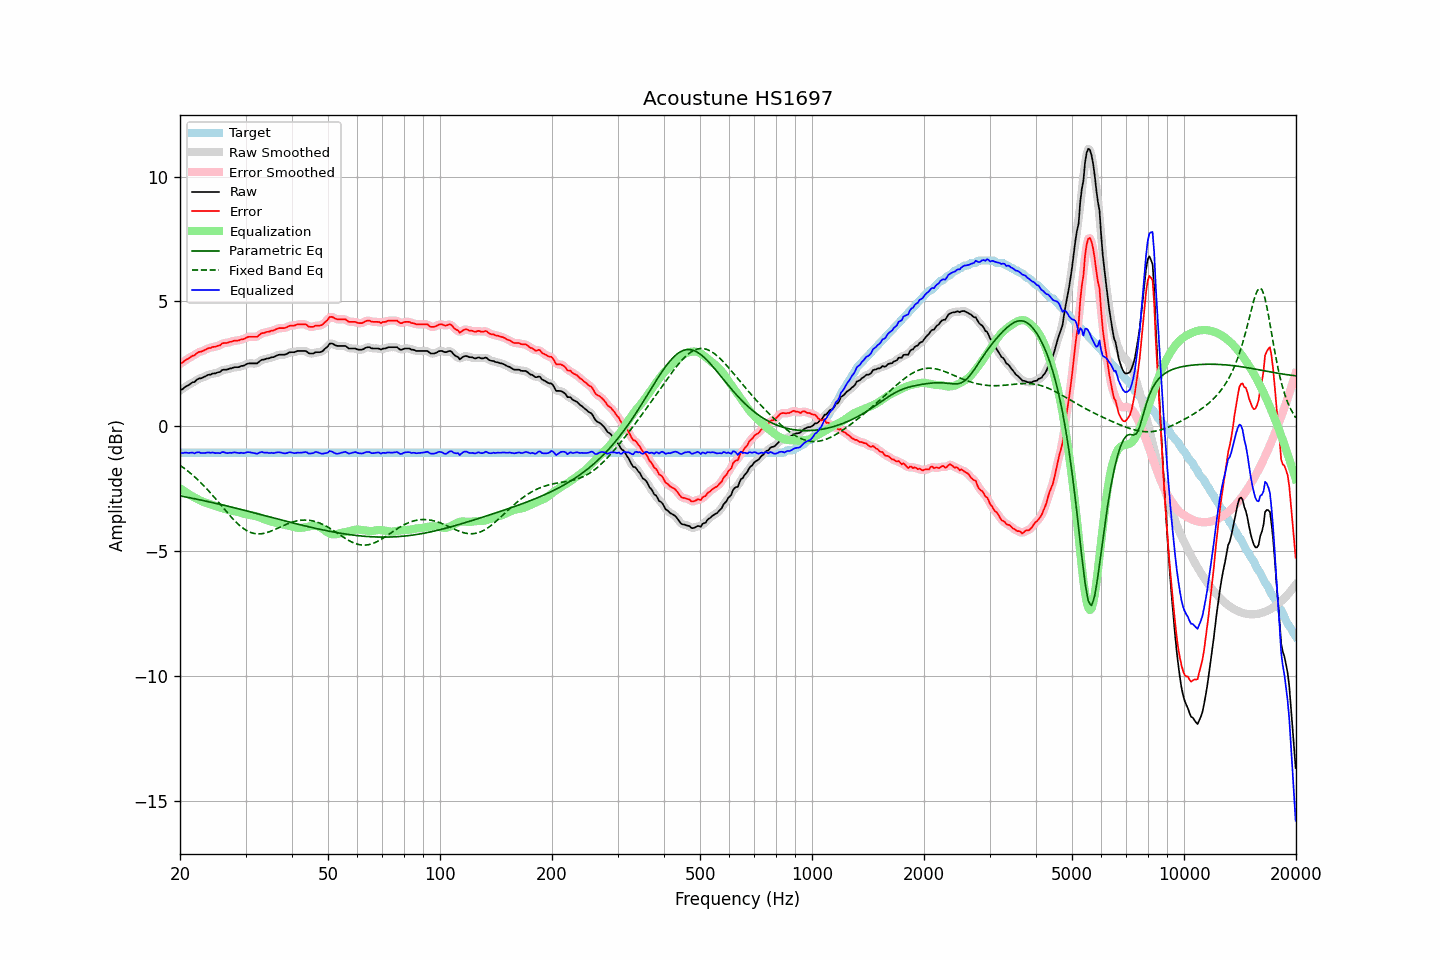 Acoustune HS1697
Target
Raw Smoothed
Error Smoothed
Raw
Error
Equalization
Parametric Eq
Fixed Band Eq
Equalized
Amplitude (dBr)
10
5
0
−5
−10
−15
20
50
100
200
500
1000
2000
5000
10000
20000
Frequency (Hz)